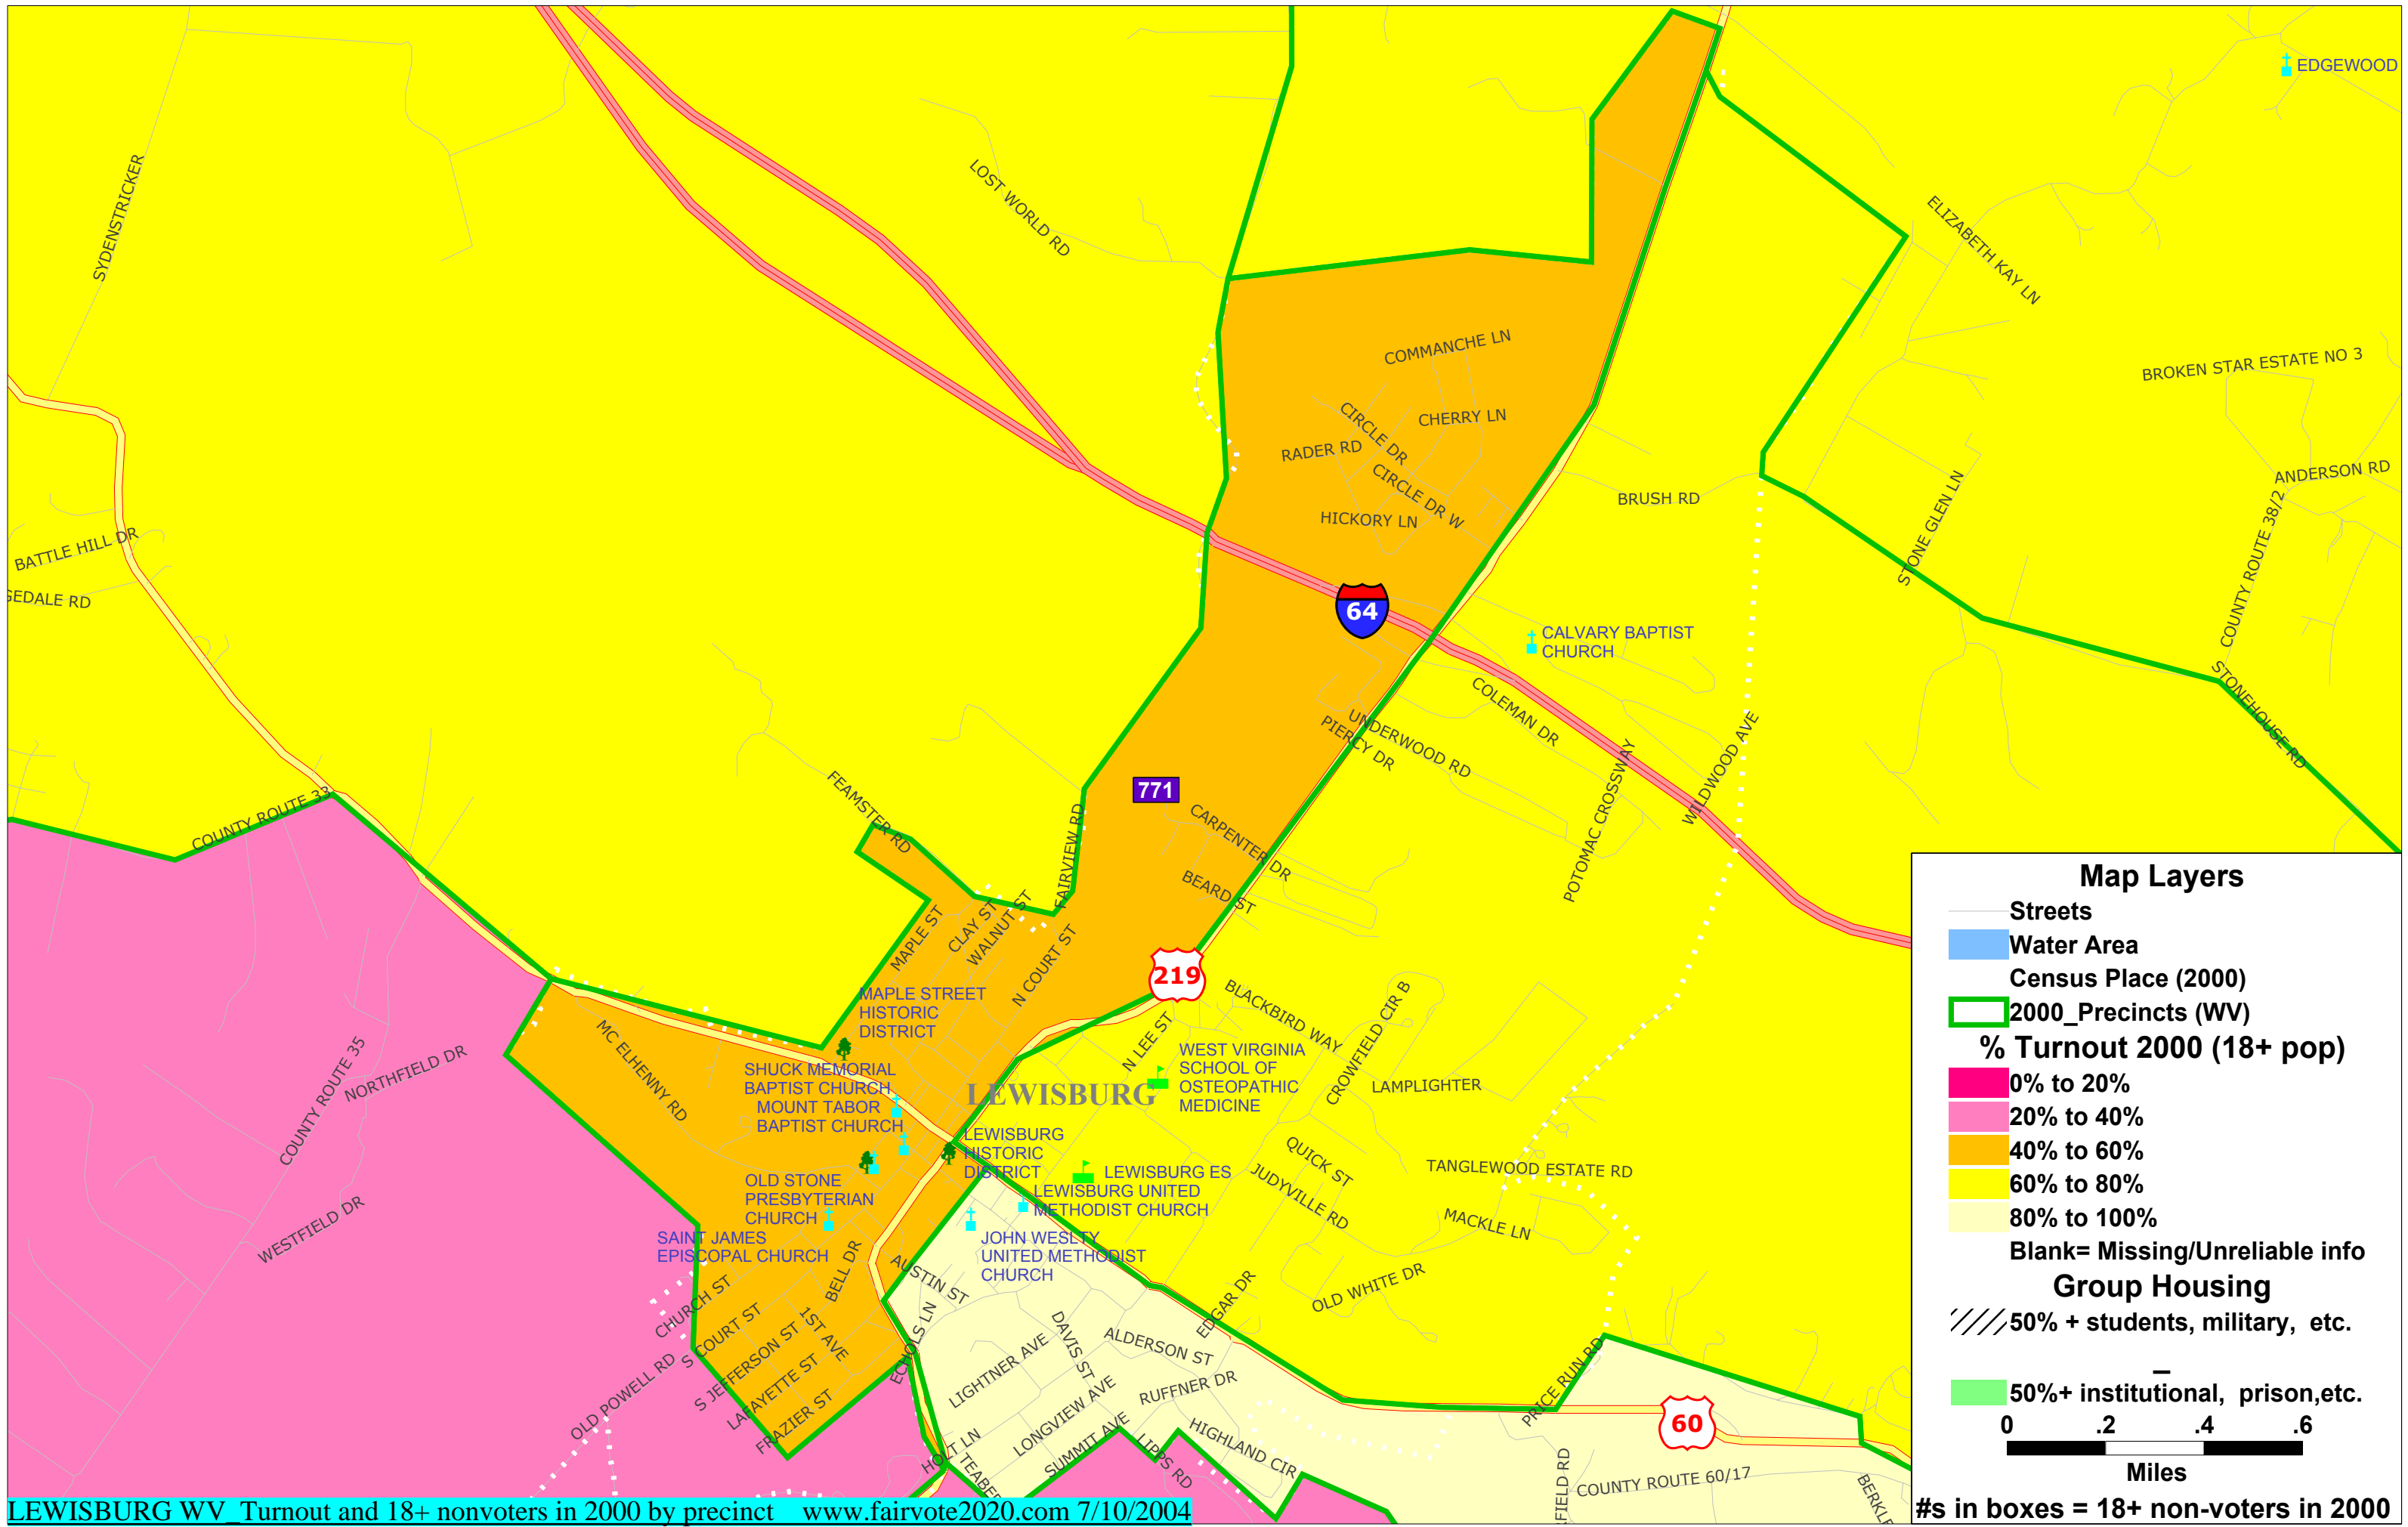 EDGEWOOD
SYDENSTRICKER
LOST WORLD RD
ELIZABETH KAY LN
COMMANCHE LN
BROKEN STAR ESTATE NO 3
CIRCLE DR
CHERRY LN
RADER RD
CIRCLE DR W
HICKORY LN
BRUSH RD
ANDERSON RD
STONE GLEN LN
COUNTY ROUTE 38/2
BATTLE HILL DR
GEDALE RD
64
CALVARY BAPTIST
CHURCH
STONEHOUSE RD
COLEMAN DR
UNDERWOOD RD
PIERCY DR
WILDWOOD AVE
POTOMAC CROSSWAY
771
COUNTY ROUTE 33
FEAMSTER RD
FAIRVIEW RD
CARPENTER DR
BEARD ST
MAPLE ST
CLAY ST
WALNUT ST
N COURT ST
219
MAPLE STREET
HISTORIC
DISTRICT
BLACKBIRD WAY
CROWFIELD CIR B
N LEE ST
MC ELHENNY RD
COUNTY ROUTE 35
NORTHFIELD DR
WEST VIRGINIA
SCHOOL OF
OSTEOPATHIC
MEDICINE
LAMPLIGHTER
LEWISBURG
SHUCK MEMORIAL
BAPTIST CHURCH
MOUNT TABOR
BAPTIST CHURCH
LEWISBURG
HISTORIC
DISTRICT
LEWISBURG ES
LEWISBURG UNITED
METHODIST CHURCH
QUICK ST
JUDYVILLE RD
TANGLEWOOD ESTATE RD
MACKLE LN
OLD STONE
PRESBYTERIAN
CHURCH
SAINT JAMES
EPISCOPAL CHURCH
JOHN WESLTY
UNITED METHODIST
CHURCH
WESTFIELD DR
BELL DR
AUSTIN ST
CHURCH ST
S COURT ST
1ST AVE
S JEFFERSON ST
LAFAYETTE ST
FRAZIER ST
OLD POWELL RD
ECHOLS LN
DAVIS ST
LIGHTNER AVE
ALDERSON ST
EDGAR DR
OLD WHITE DR
RUFFNER DR
LONGVIEW AVE
SUMMIT AVE
HOLT LN
TEABER
LIPPS RD
HIGHLAND CIR
PRICE RUN RD
60
FIELD RD
COUNTY ROUTE 60/17
BERKLE
Map Layers
Streets
Water Area
Census Place (2000)
2000_Precincts (WV)
% Turnout 2000 (18+ pop)
0% to 20%
20% to 40%
40% to 60%
60% to 80%
80% to 100%
Blank= Missing/Unreliable info
Group Housing
50% + students, military, etc.
_
50%+ institutional, prison,etc.
0 .2 .4 .6
Miles
#s in boxes = 18+ non-voters in 2000
LEWISBURG WV_Turnout and 18+ nonvoters in 2000 by precinct www.fairvote2020.com 7/10/2004